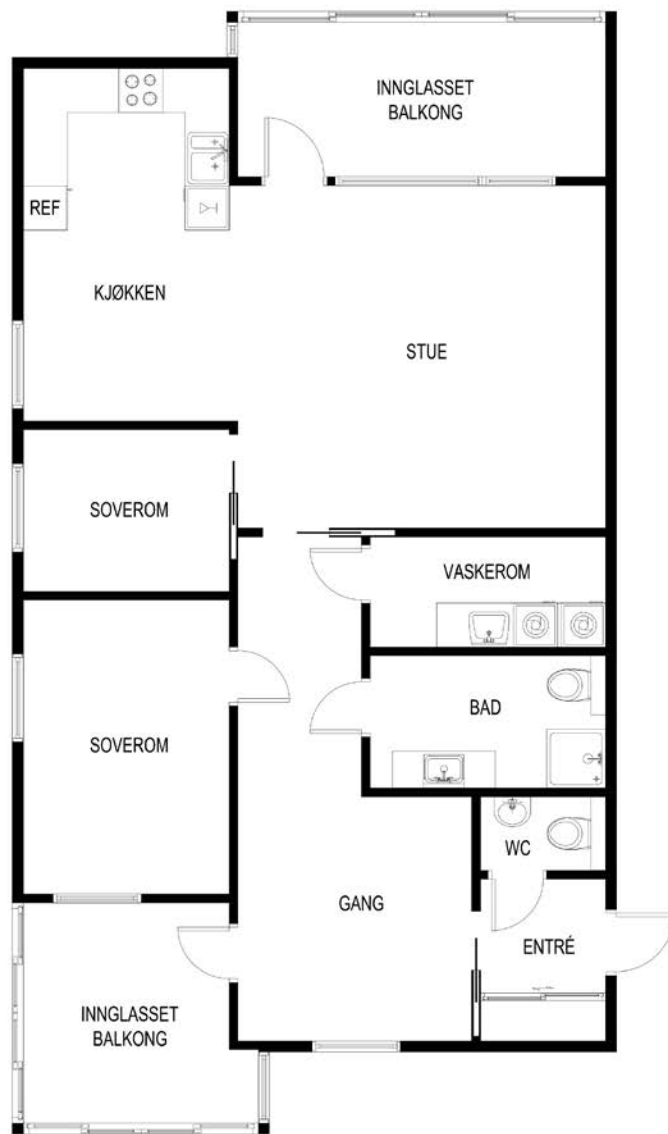 INNGLASSET
BALKONG
REF
KJØKKEN
STUE
SOVEROM
VASKEROM
SOVEROM
BAD
WC
GANG
ENTRÉ
INNGLASSET
BALKONG